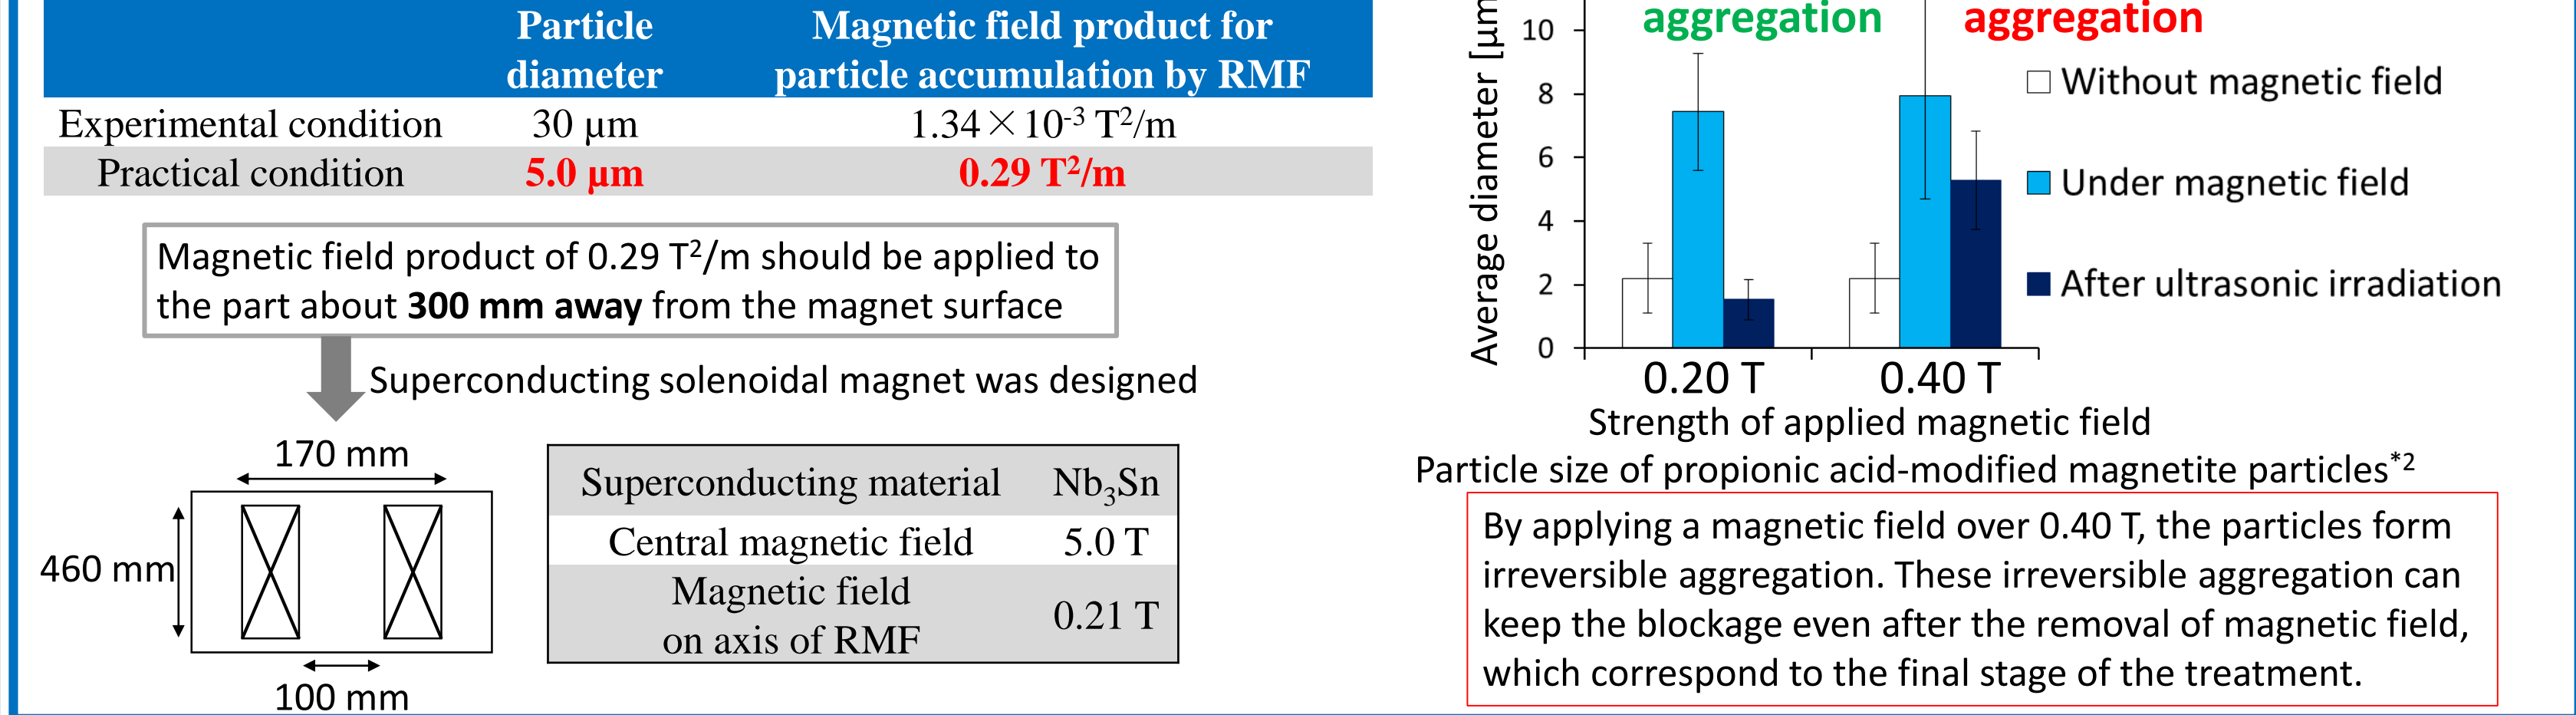 Particle diameter	Magnetic field product for particle accumulation by RMF
Experimental condition	30 µm	1.34×10⁻³ T²/m
Practical condition	5.0 µm	0.29 T²/m
Magnetic field product of 0.29 T²/m should be applied to
the part about 300 mm away from the magnet surface
Superconducting solenoidal magnet was designed
170 mm
460 mm
100 mm
Superconducting material	Nb₃Sn
Central magnetic field	5.0 T
Magnetic field on axis of RMF	0.21 T
aggregation	aggregation
Average diameter [µm
10
8
6
4
2
0
Without magnetic field
Under magnetic field
After ultrasonic irradiation
0.20 T	0.40 T
Strength of applied magnetic field
Particle size of propionic acid-modified magnetite particles*²
By applying a magnetic field over 0.40 T, the particles form
irreversible aggregation. These irreversible aggregation can
keep the blockage even after the removal of magnetic field,
which correspond to the final stage of the treatment.